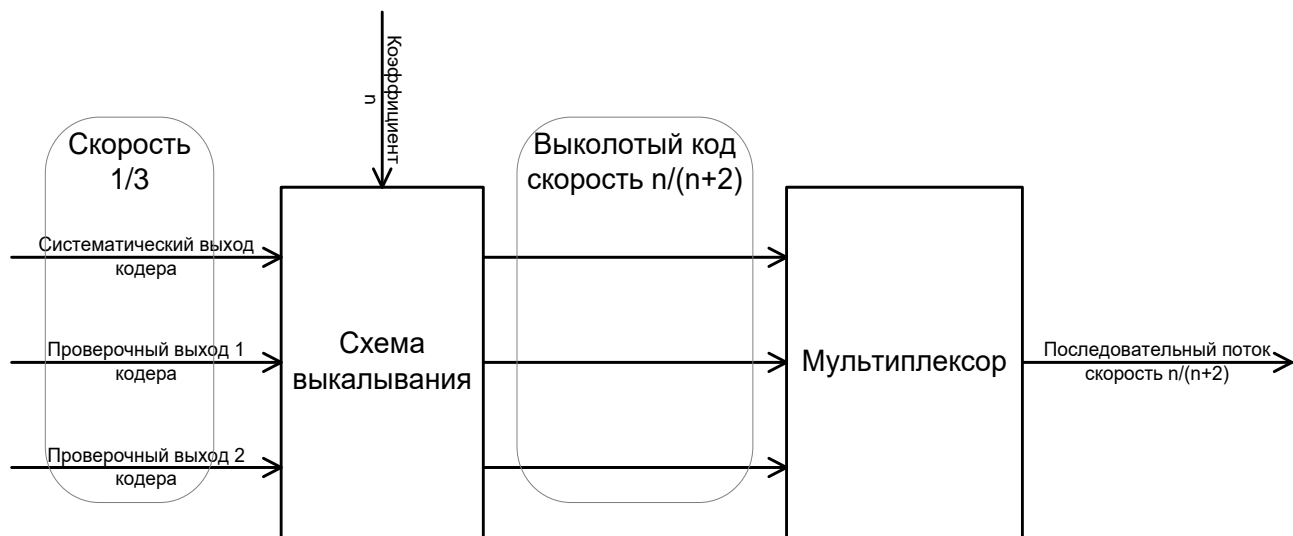 Коэффициент
n
Скорость
1/3
Выколотый код
скорость n/(n+2)
Систематический выход
кодера
Проверочный выход 1
кодера
Проверочный выход 2
кодера
Схема
выкалывания
Мультиплексор
Последовательный поток
скорость n/(n+2)